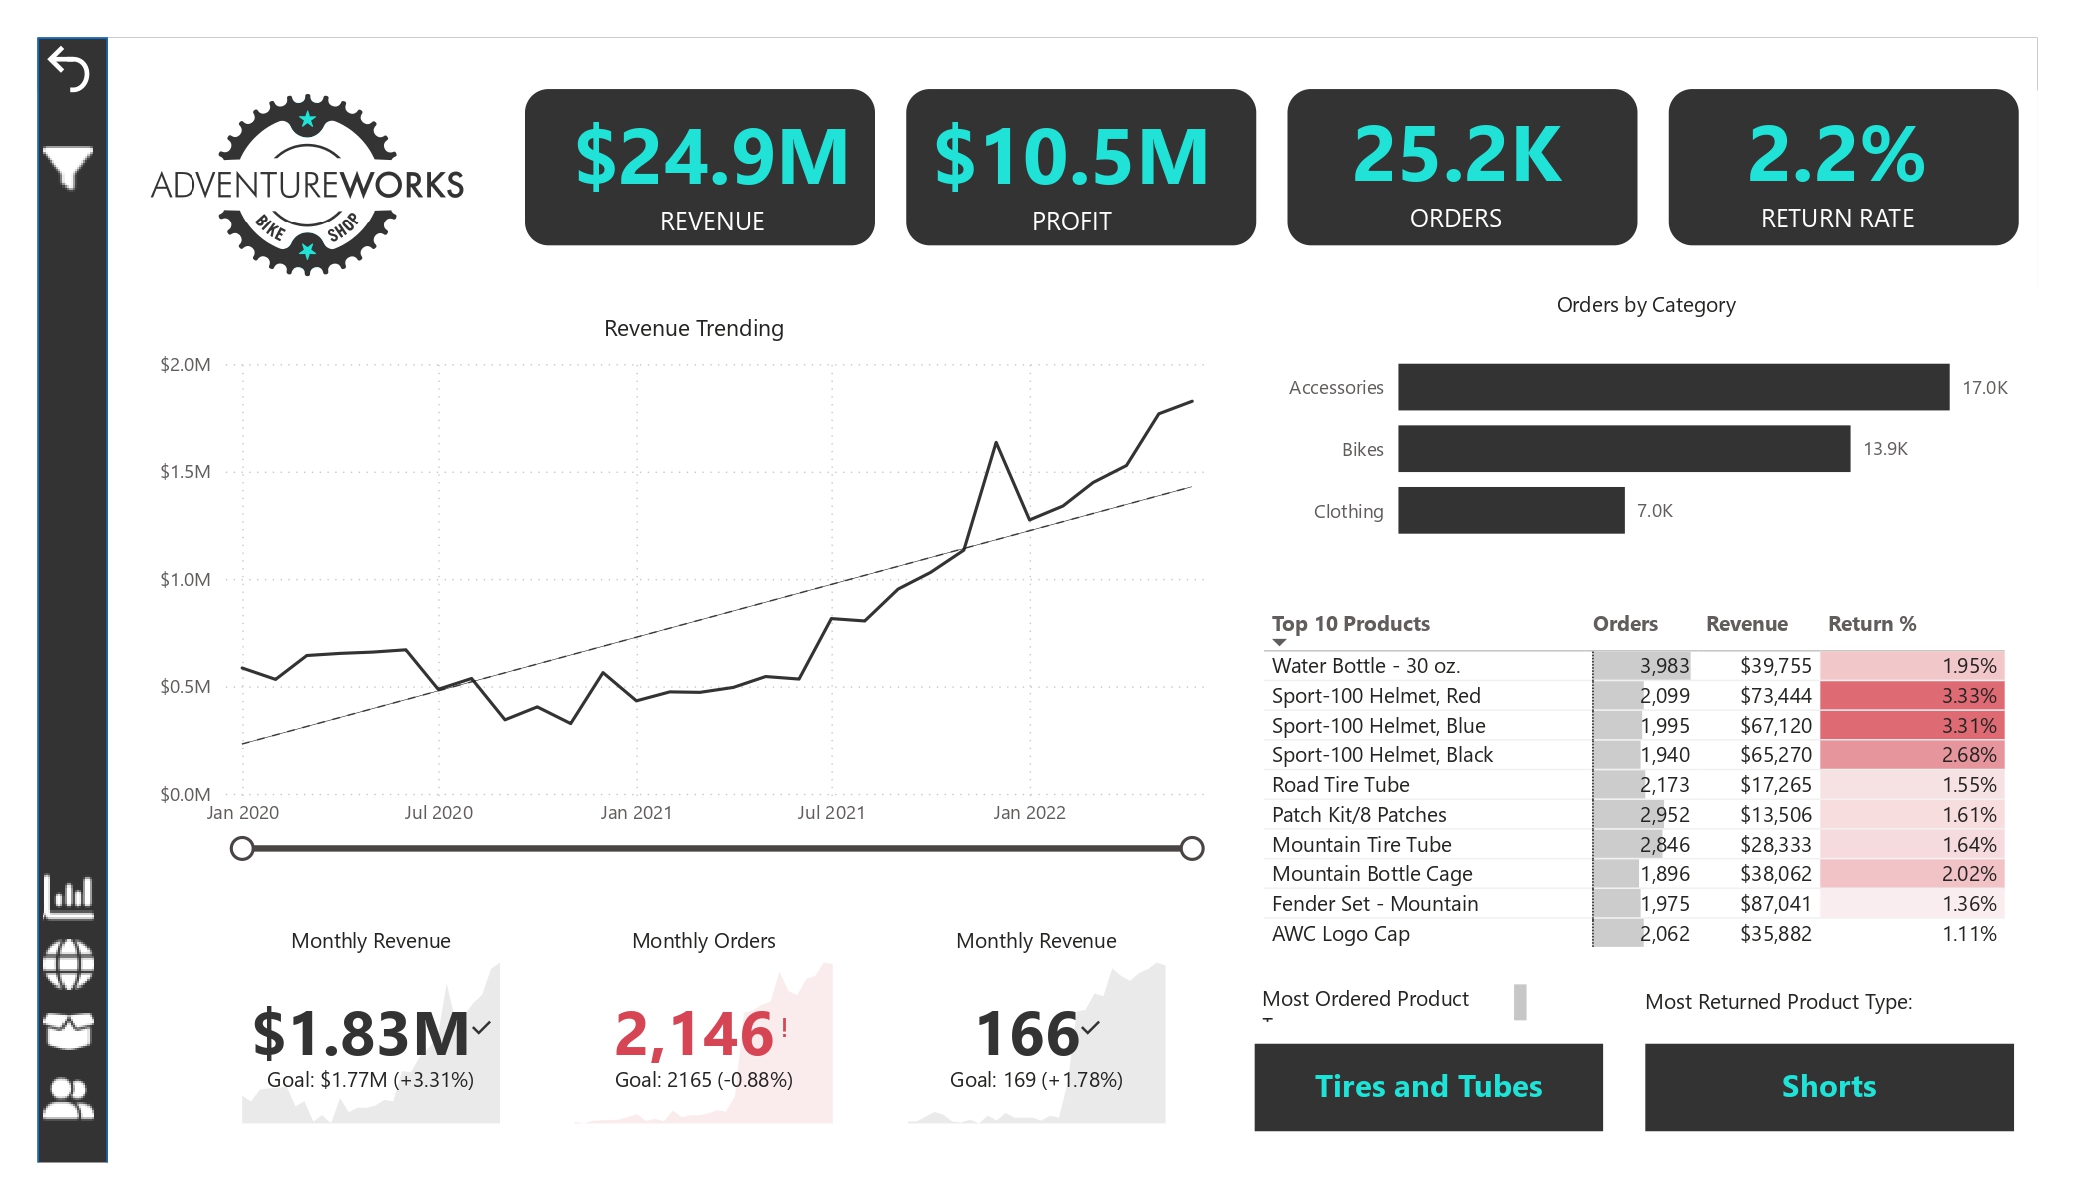 ADVENTUREWORKS
BIKE SHOP
$24.9M
REVENUE
$10.5M
PROFIT
25.2K
ORDERS
2.2%
RETURN RATE
Revenue Trending
$2.0M
$1.5M
$1.0M
$0.5M
$0.0M
Jan 2020 Jul 2020 Jan 2021 Jul 2021 Jan 2022
Orders by Category
Accessories 17.0K
Bikes 13.9K
Clothing 7.0K
Top 10 Products Orders Revenue Return %
Water Bottle - 30 oz. 3,983 $39,755 1.95%
Sport-100 Helmet, Red 2,099 $73,444 3.33%
Sport-100 Helmet, Blue 1,995 $67,120 3.31%
Sport-100 Helmet, Black 1,940 $65,270 2.68%
Road Tire Tube 2,173 $17,265 1.55%
Patch Kit/8 Patches 2,952 $13,506 1.61%
Mountain Tire Tube 2,846 $28,333 1.64%
Mountain Bottle Cage 1,896 $38,062 2.02%
Fender Set - Mountain 1,975 $87,041 1.36%
AWC Logo Cap 2,062 $35,882 1.11%
Monthly Revenue
$1.83M
Goal: $1.77M (+3.31%)
Monthly Orders
2,146 !
Goal: 2165 (-0.88%)
Monthly Revenue
166
Goal: 169 (+1.78%)
Most Ordered Product
Tires and Tubes
Most Returned Product Type:
Shorts